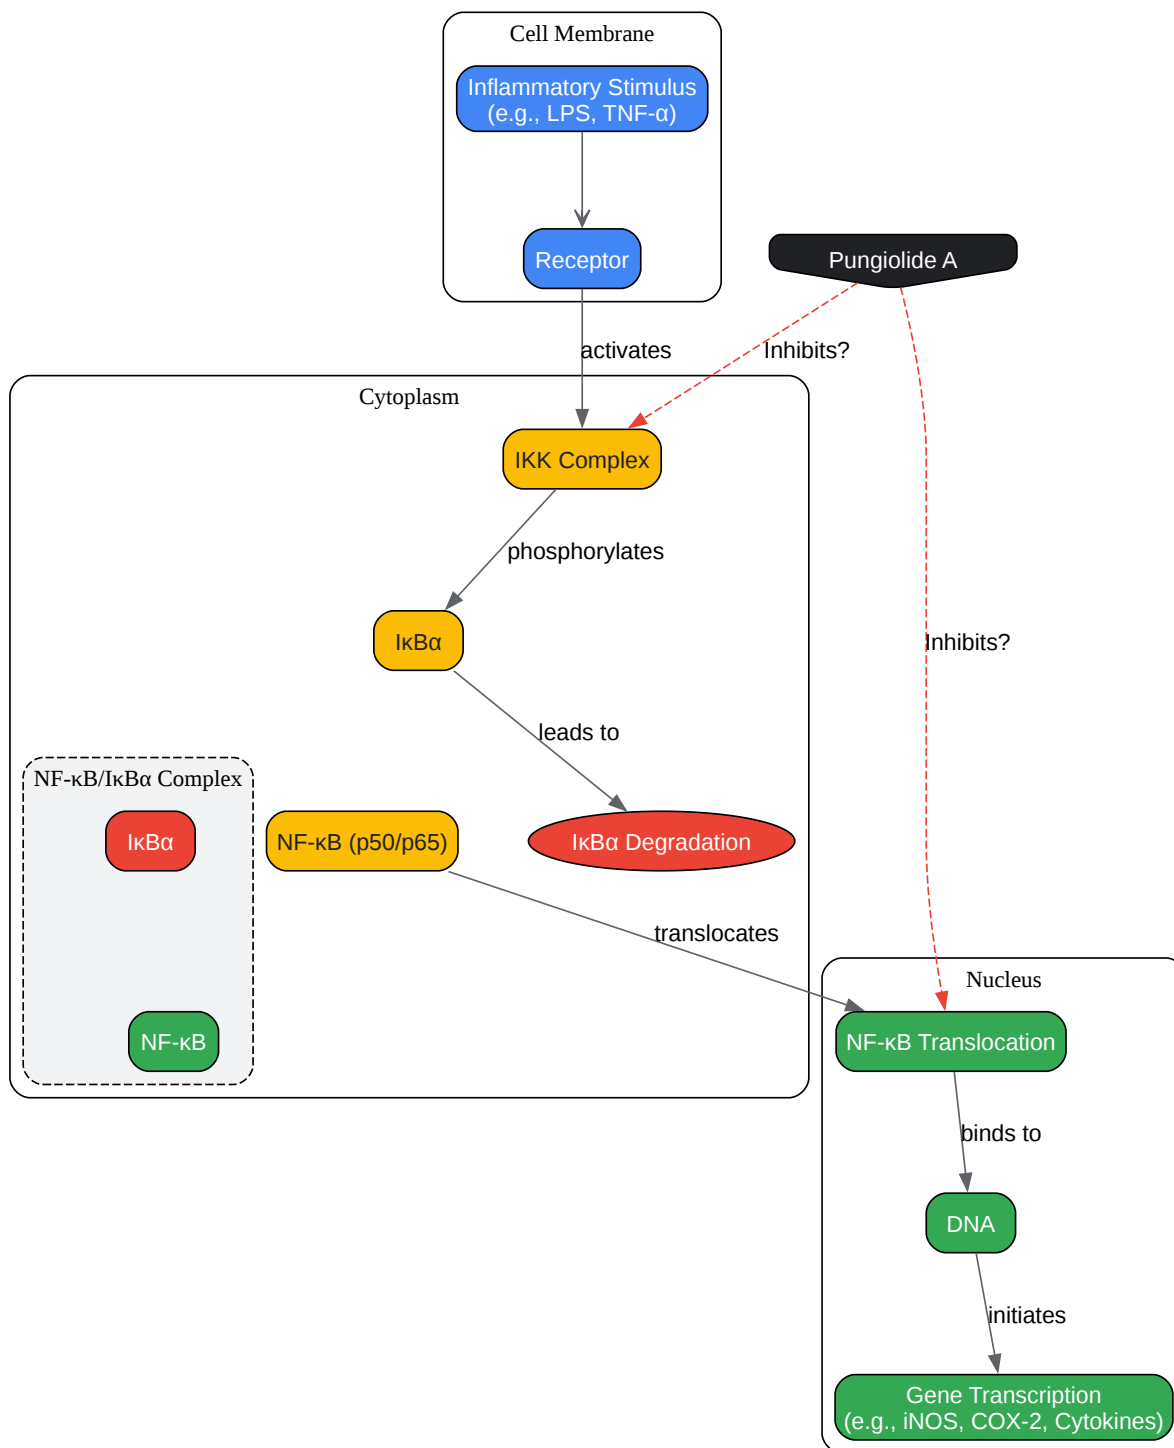 Cell Membrane
Inflammatory Stimulus
(e.g., LPS, TNF-α)
Receptor
Pungiolide A
activates
Inhibits?
Cytoplasm
IKK Complex
phosphorylates
IκBα
Inhibits?
leads to
NF-κB/IκBα Complex
IκBα
NF-κB (p50/p65)
IκBα Degradation
translocates
Nucleus
NF-κB
NF-κB Translocation
binds to
DNA
initiates
Gene Transcription
(e.g., iNOS, COX-2, Cytokines)